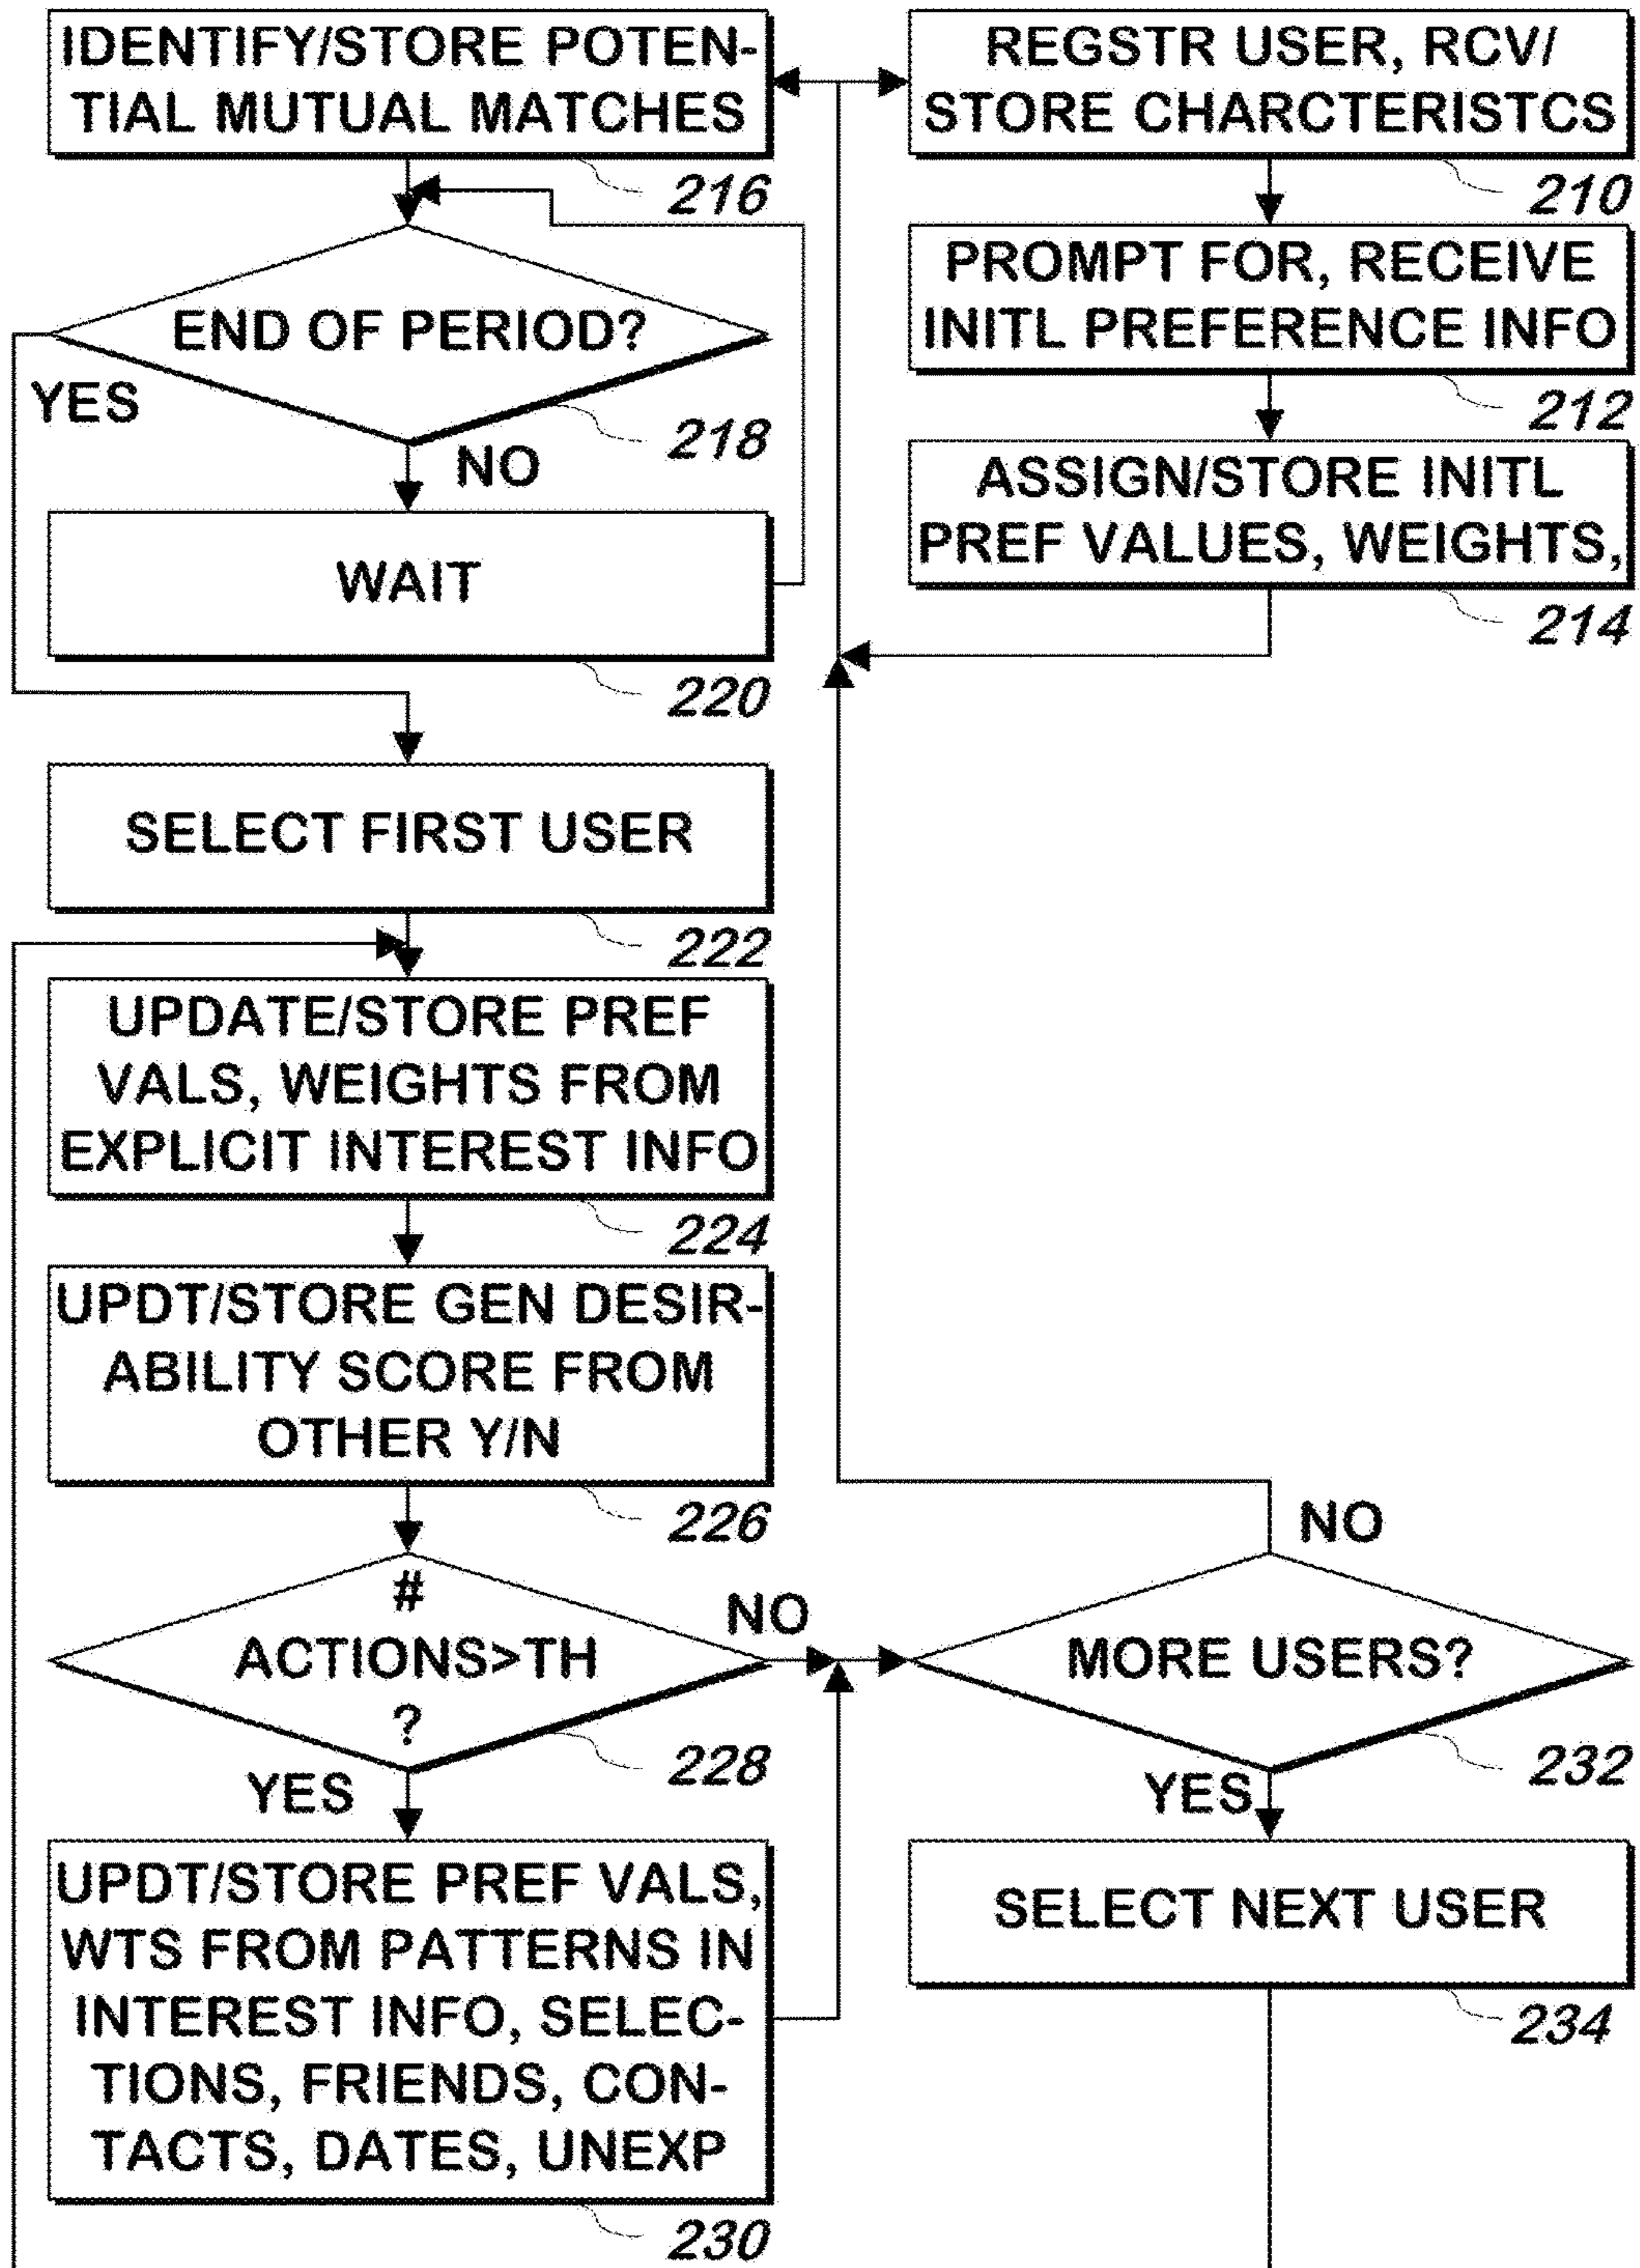 IDENTIFY/STORE POTEN-
TIAL MUTUAL MATCHES
216
END OF PERIOD?
YES
218
NO
WAIT
220
SELECT FIRST USER
222
UPDATE/STORE PREF
VALS, WEIGHTS FROM
EXPLICIT INTEREST INFO
224
UPDT/STORE GEN DESIR-
ABILITY SCORE FROM
OTHER Y/N
226
#
ACTIONS>TH
?
NO
228
YES
UPDT/STORE PREF VALS,
WTS FROM PATTERNS IN
INTEREST INFO, SELEC-
TIONS, FRIENDS, CON-
TACTS, DATES, UNEXP
230
REGSTR USER, RCV/
STORE CHARCTERISTCS
210
PROMPT FOR, RECEIVE
INITL PREFERENCE INFO
212
ASSIGN/STORE INITL
PREF VALUES, WEIGHTS,
214
NO
MORE USERS?
232
YES
SELECT NEXT USER
234